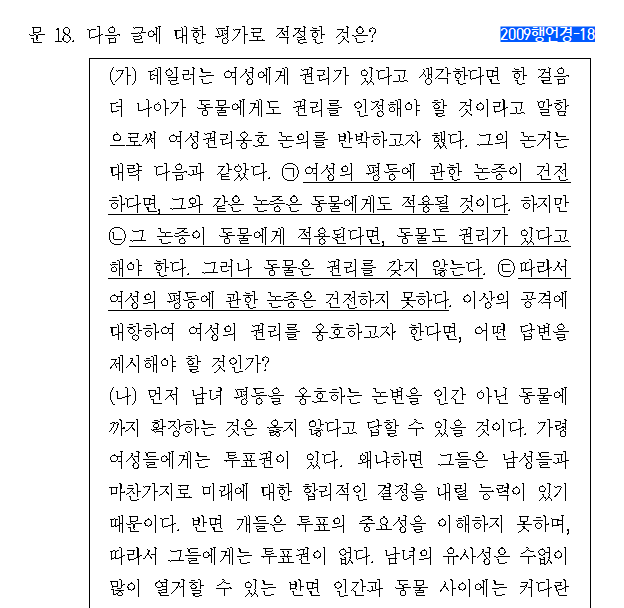 문 18. 다음 글에 대한 평가로 적절한 것은?
2009행언경-18
(가) 테일러는 여성에게 권리가 있다고 생각한다면 한 걸음
더 나아가 동물에게도 권리를 인정해야 할 것이라고 말함
으로써 여성권리옹호 논의를 반박하고자 했다. 그의 논거는
대략 다음과 같았다. ㉠여성의 평등에 관한 논증이 건전
하다면, 그와 같은 논증은 동물에게도 적용될 것이다. 하지만
㉡그 논증이 동물에게 적용된다면, 동물도 권리가 있다고
해야 한다. 그러나 동물은 권리를 갖지 않는다. ㉢따라서
여성의 평등에 관한 논증은 건전하지 못하다. 이상의 공격에
대항하여 여성의 권리를 옹호하고자 한다면, 어떤 답변을
제시해야 할 것인가?
(나) 먼저 남녀 평등을 옹호하는 논변을 인간 아닌 동물에
까지 확장하는 것은 옳지 않다고 답할 수 있을 것이다. 가령
여성들에게는 투표권이 있다. 왜냐하면 그들은 남성들과
마찬가지로 미래에 대한 합리적인 결정을 내릴 능력이 있기
때문이다. 반면 개들은 투표의 중요성을 이해하지 못하며,
따라서 그들에게는 투표권이 없다. 남녀의 유사성은 수없이
많이 열거할 수 있는 반면 인간과 동물 사이에는 커다란